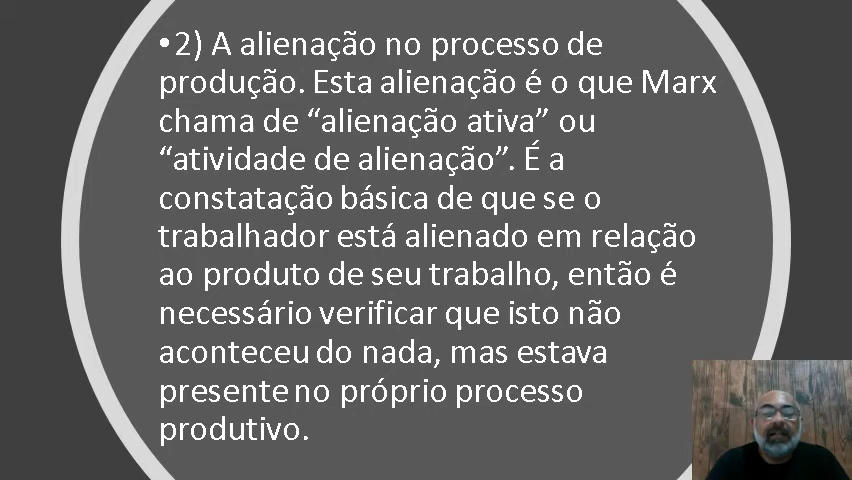 •2) A alienação no processo de
produção. Esta alienação é o que Marx
chama de “alienação ativa” ou
“atividade de alienação”. É a
constatação básica de que se o
trabalhador está alienado em relação
ao produto de seu trabalho, então é
necessário verificar que isto não
aconteceu do nada, mas estava
presente no próprio processo
produtivo.